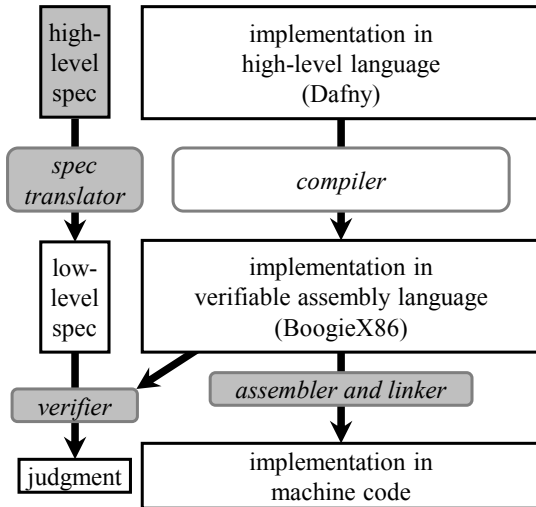 high-
level
spec
implementation in
high-level language
(Dafny)
spec
translator
compiler
low-
level
spec
implementation in
verifiable assembly language
(BoogieX86)
verifier
assembler and linker
judgment
implementation in
machine code